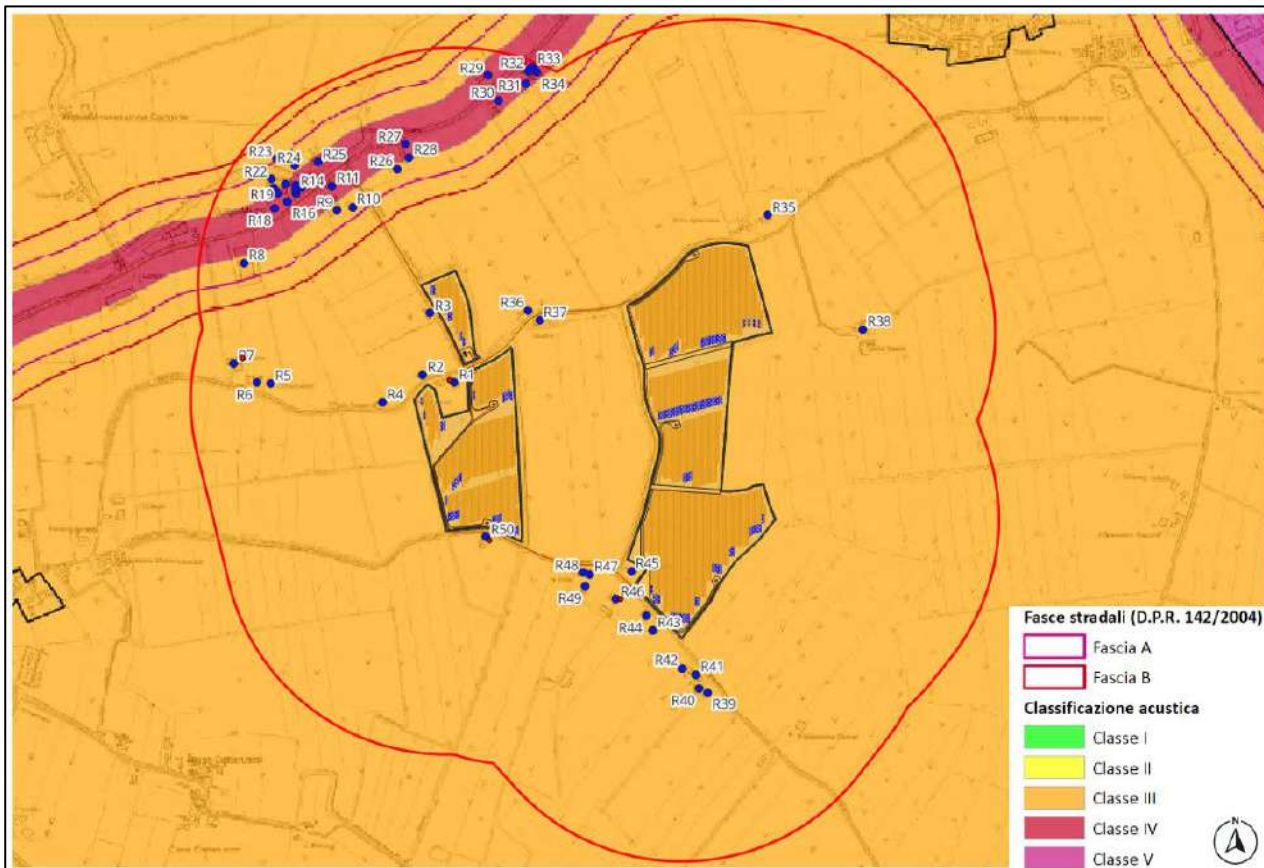 R32
R33
R29
R31
R34
R30
R27
R28
R26
R23
R24
R25
R22
R14
R11
R19
R18
R16
R9
R10
R8
R35
R3
R36
R37
R38
R7
R6
R5
R2
R1
R4
R50
R48
R47
R45
R49
R46
R43
R44
R42
R41
R40
R39
Fasce stradali (D.P.R. 142/2004)
Fascia A
Fascia B
Classificazione acustica
Classe I
Classe II
Classe III
Classe IV
Classe V
N